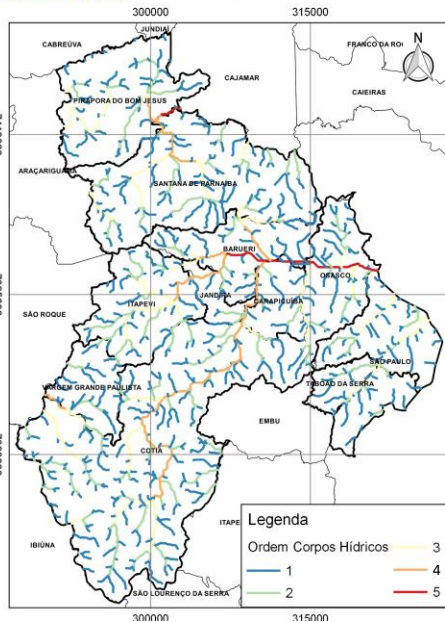 300000
315000
JUNDIAÍ
CABREÚVA
FRANCO DA RO
N
CAJAMAR
CAIEIRAS
PIRAPORA DO BOM JESUS
ARAÇARIGUAMA
SANTANA DE PARNAÍBA
BARUERI
OSASCO
ITAPEVI
JANDIRA
CARAPICUÍBA
SÃO ROQUE
SÃO PAULO
TABOÃO DA SERRA
VARGEM GRANDE PAULISTA
EMBU
COTIA
ITAPE
IBIÚNA
SÃO LOURENÇO DA SERRA
Legenda
Ordem Corpos Hídricos
1
2
3
4
5
300000
315000